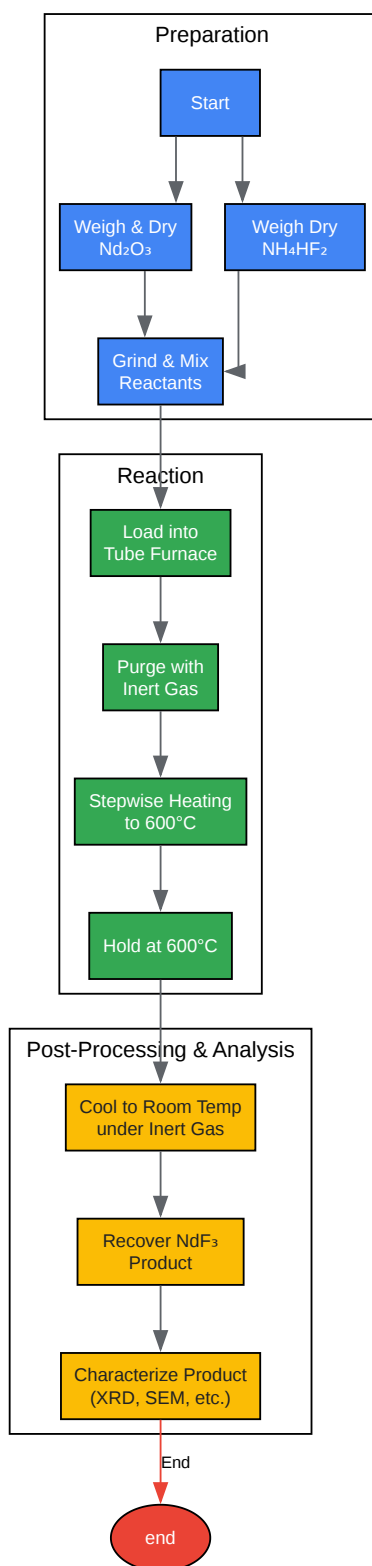 Preparation
Start
Weigh & Dry
Nd₂O₃
Weigh Dry
NH₄HF₂
Grind & Mix
Reactants
Reaction
Load into
Tube Furnace
Purge with
Inert Gas
Stepwise Heating
to 600°C
Hold at 600°C
Post-Processing & Analysis
Cool to Room Temp
under Inert Gas
Recover NdF₃
Product
Characterize Product
(XRD, SEM, etc.)
End
end